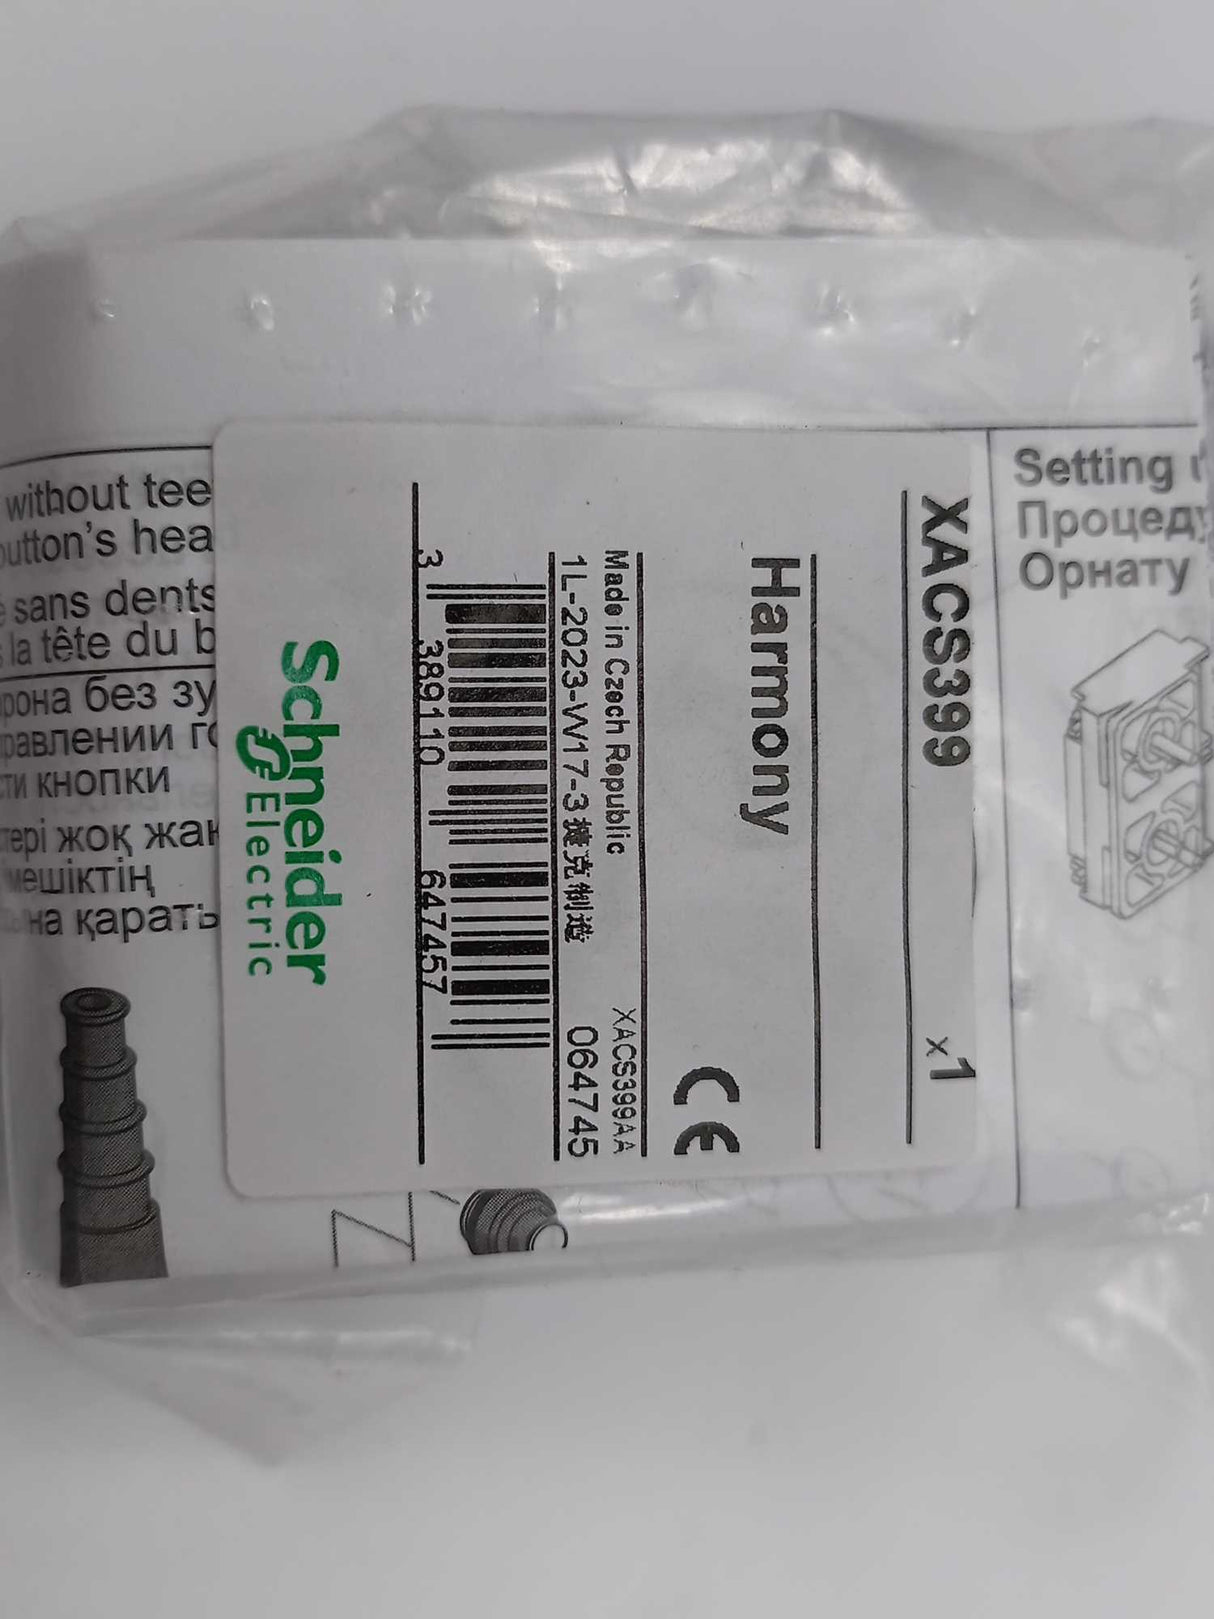 XACS399 x1
Harmony
CE
Made in Czech Republic XACS399AA
1L-2023-W17-3 捷克制造 064745
3 389110 647457
Schneider
Electric
without tee
utton's hea
sans dents
la tête du b
рона без зу
равлении го
сти кнопки
тері жоқ жак
мешіктің
на қарать
Setting
Процеду
Орнату